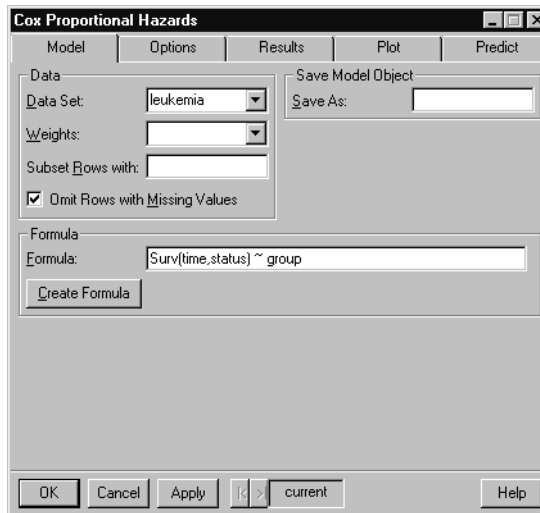 Cox Proportional Hazards
Model Options Results Plot Predict
Data
Data Set: leukemia
Weights:
Subset Rows with:
Omit Rows with Missing Values
Save Model Object
Save As:
Formula
Formula: Surv(time,status) ~ group
Create Formula
OK Cancel Apply |< > current Help